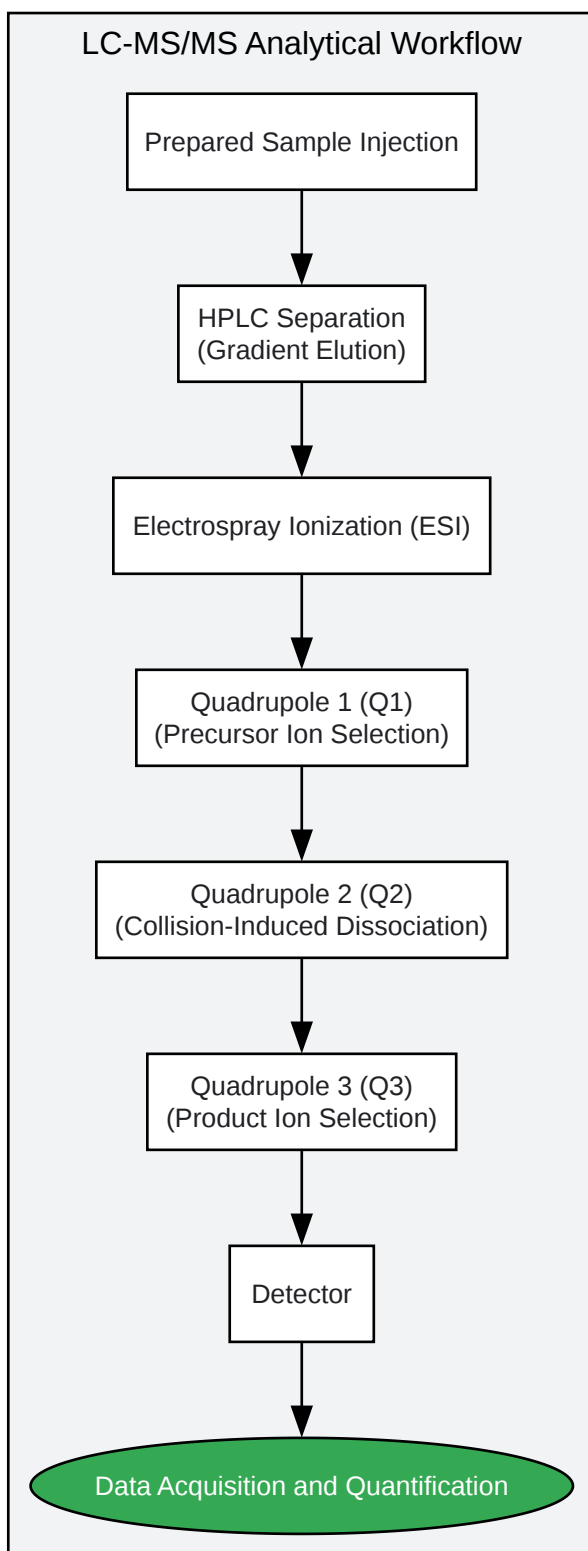 LC-MS/MS Analytical Workflow
Prepared Sample Injection
HPLC Separation
(Gradient Elution)
Electrospray Ionization (ESI)
Quadrupole 1 (Q1)
(Precursor Ion Selection)
Quadrupole 2 (Q2)
(Collision-Induced Dissociation)
Quadrupole 3 (Q3)
(Product Ion Selection)
Detector
Data Acquisition and Quantification